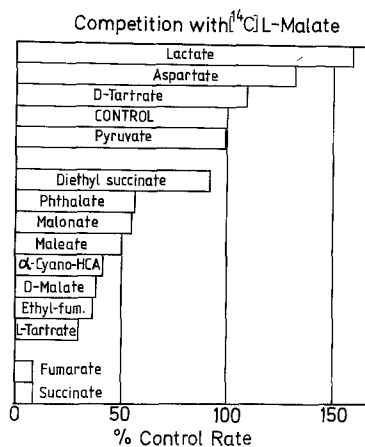 Competition with [¹⁴C] L-Malate
Lactate
Aspartate
D-Tartrate
CONTROL
Pyruvate
Diethyl succinate
Phthalate
Malonate
Maleate
α-Cyano-HCA
D-Malate
Ethyl-fum.
L-Tartrate
Fumarate
Succinate
0 50 100 150
% Control Rate